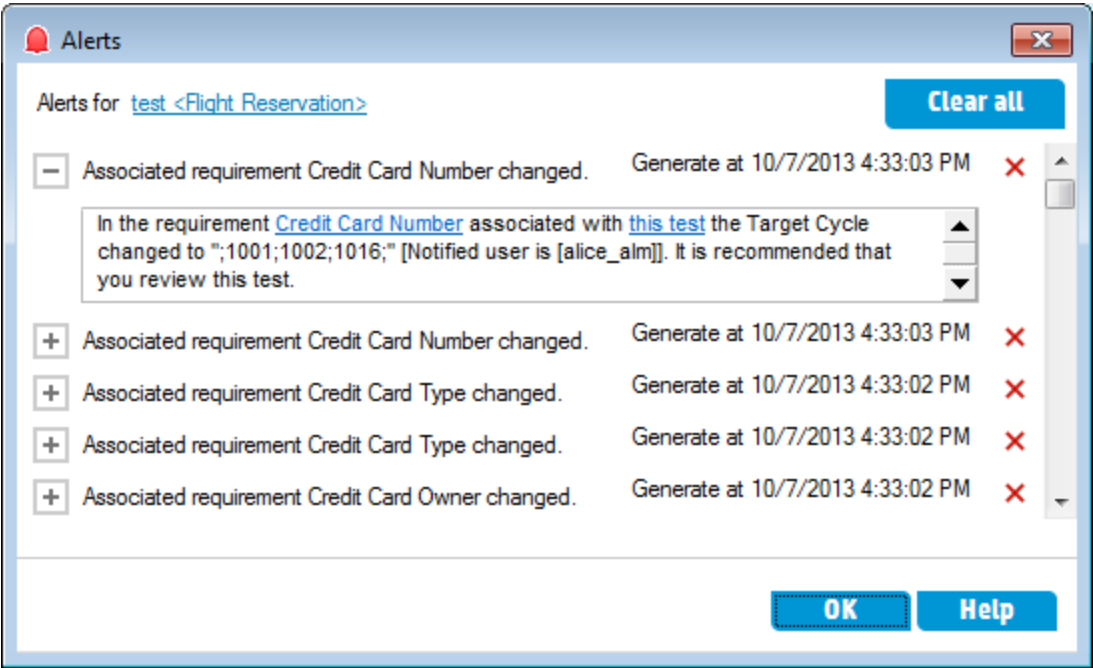 Alerts
Alerts for test <Flight Reservation>
Clear all
Associated requirement Credit Card Number changed. Generate at 10/7/2013 4:33:03 PM
In the requirement Credit Card Number associated with this test the Target Cycle
changed to ";1001;1002;1016;" [Notified user is [alice_alm]]. It is recommended that
you review this test.
Associated requirement Credit Card Number changed. Generate at 10/7/2013 4:33:03 PM
Associated requirement Credit Card Type changed. Generate at 10/7/2013 4:33:02 PM
Associated requirement Credit Card Type changed. Generate at 10/7/2013 4:33:02 PM
Associated requirement Credit Card Owner changed. Generate at 10/7/2013 4:33:02 PM
OK Help